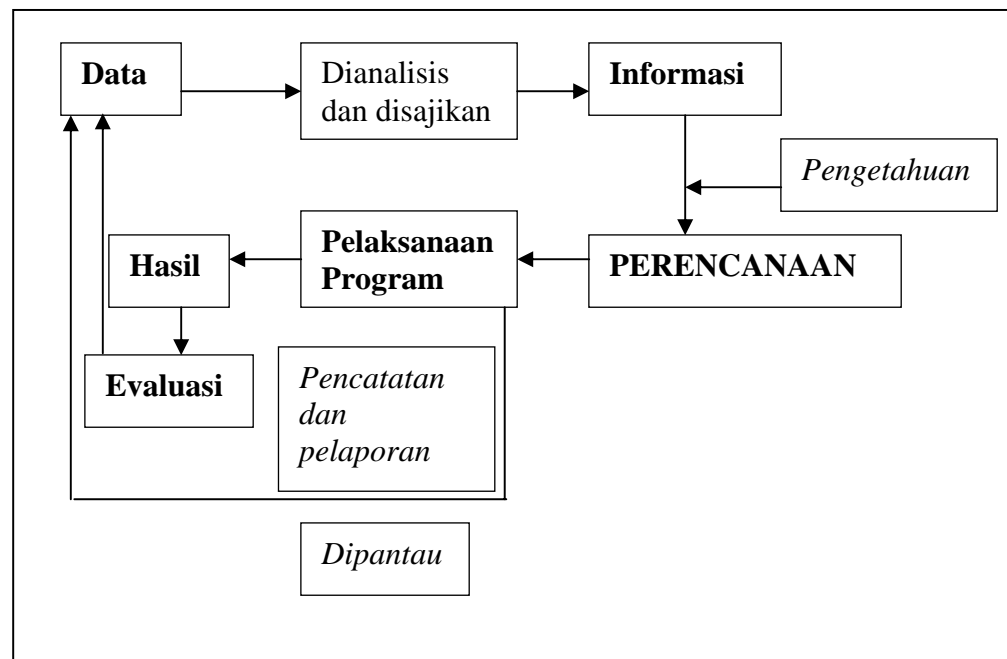 Data
Dianalisis
dan disajikan
Informasi
Pengetahuan
Hasil
Pelaksanaan
Program
PERENCANAAN
Evaluasi
Pencatatan
dan
pelaporan
Dipantau